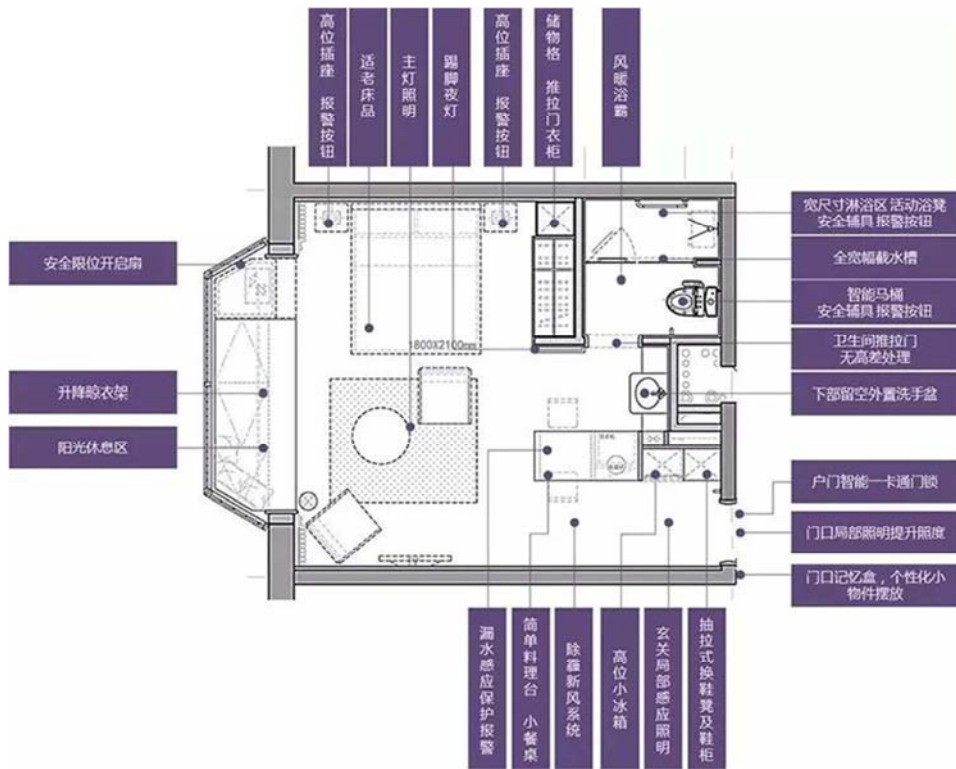 高位插座 报警按钮
适老床品
主灯照明
踢脚夜灯
高位插座 报警按钮
储物格 推拉门衣柜
风暖浴霸
宽尺寸淋浴区 活动浴凳
安全辅具 报警按钮
全宽幅截水槽
智能马桶
安全辅具 报警按钮
卫生间推拉门
无高差处理
下部留空外置洗手盆
户门智能一卡通门锁
门口局部照明提升照度
门口记忆盒，个性化小
物件摆放
安全限位开启扇
升降晾衣架
阳光休息区
1800X2100mm
漏水感应保护报警
简单料理台 小餐桌
除霾新风系统
高位小冰箱
玄关局部感应照明
抽拉式换鞋凳及鞋柜